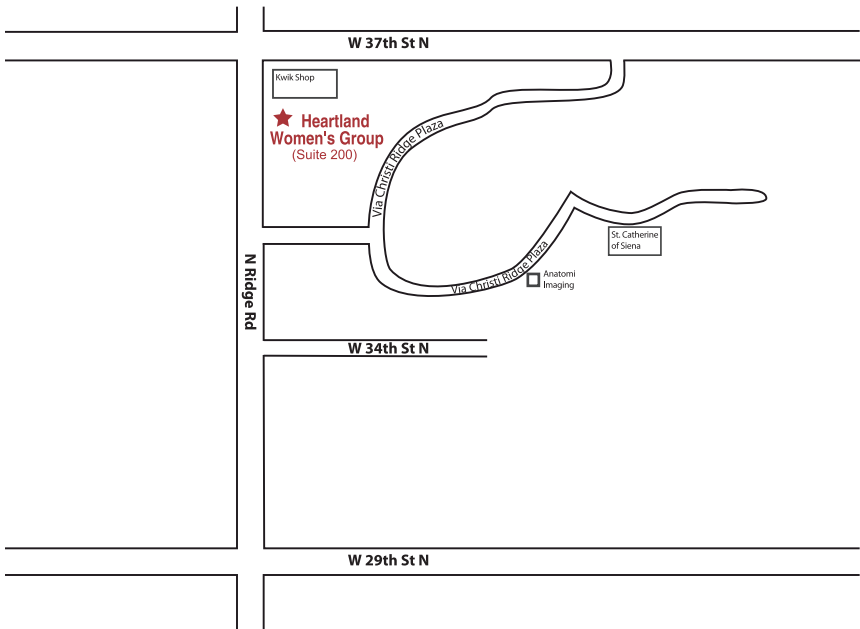 W 37th St N
Kwik Shop
Heartland
Women's Group
(Suite 200)
Via Christi Ridge Plaza
St. Catherine
of Siena
Via Christi Ridge Plaza
Anatomi
Imaging
N Ridge Rd
W 34th St N
W 29th St N